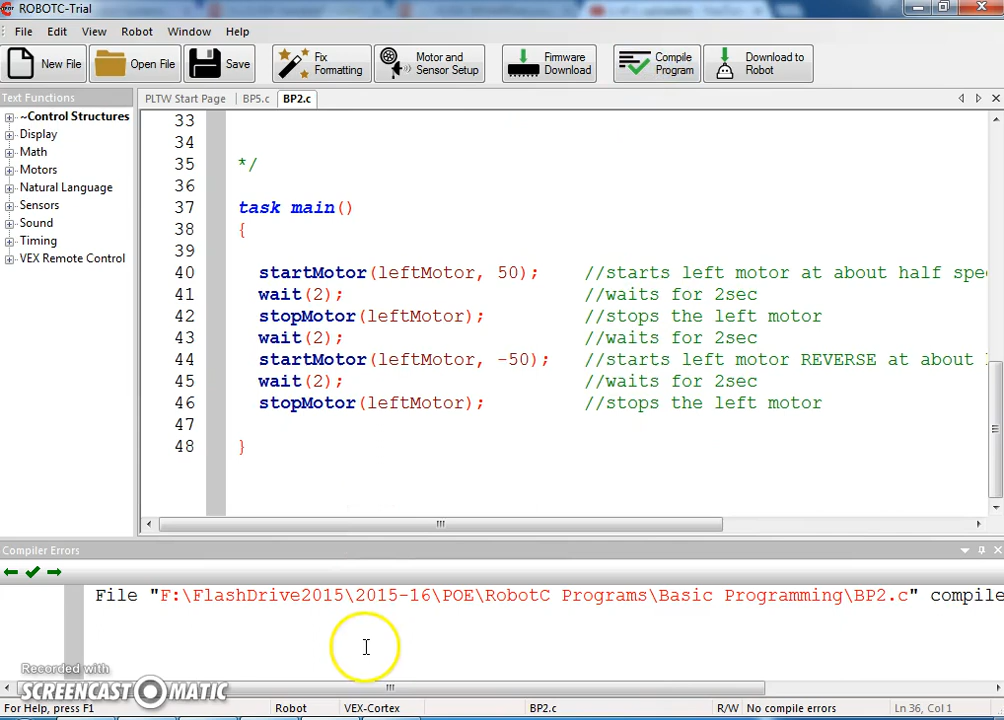 ROBOTC-Trial
File Edit View Robot Window Help
New File Open File Save Fix Formatting Motor and Sensor Setup Firmware Download Compile Program Download to Robot
Text Functions
PLTW Start Page BP5.c BP2.c
~Control Structures
Display
Math
Motors
Natural Language
Sensors
Sound
Timing
VEX Remote Control
33
34
35 */
36
37 task main()
38 {
39
40 startMotor(leftMotor, 50); //starts left motor at about half spe
41 wait(2); //waits for 2sec
42 stopMotor(leftMotor); //stops the left motor
43 wait(2); //waits for 2sec
44 startMotor(leftMotor, -50); //starts left motor REVERSE at about
45 wait(2); //waits for 2sec
46 stopMotor(leftMotor); //stops the left motor
47
48 }
Compiler Errors
File "F:\FlashDrive2015\2015-16\POE\RobotC Programs\Basic Programming\BP2.c" compile
Recorded with
SCREENCAST MATIC
For Help, press F1 Robot VEX-Cortex BP2.c R/W No compile errors Ln 36, Col 1